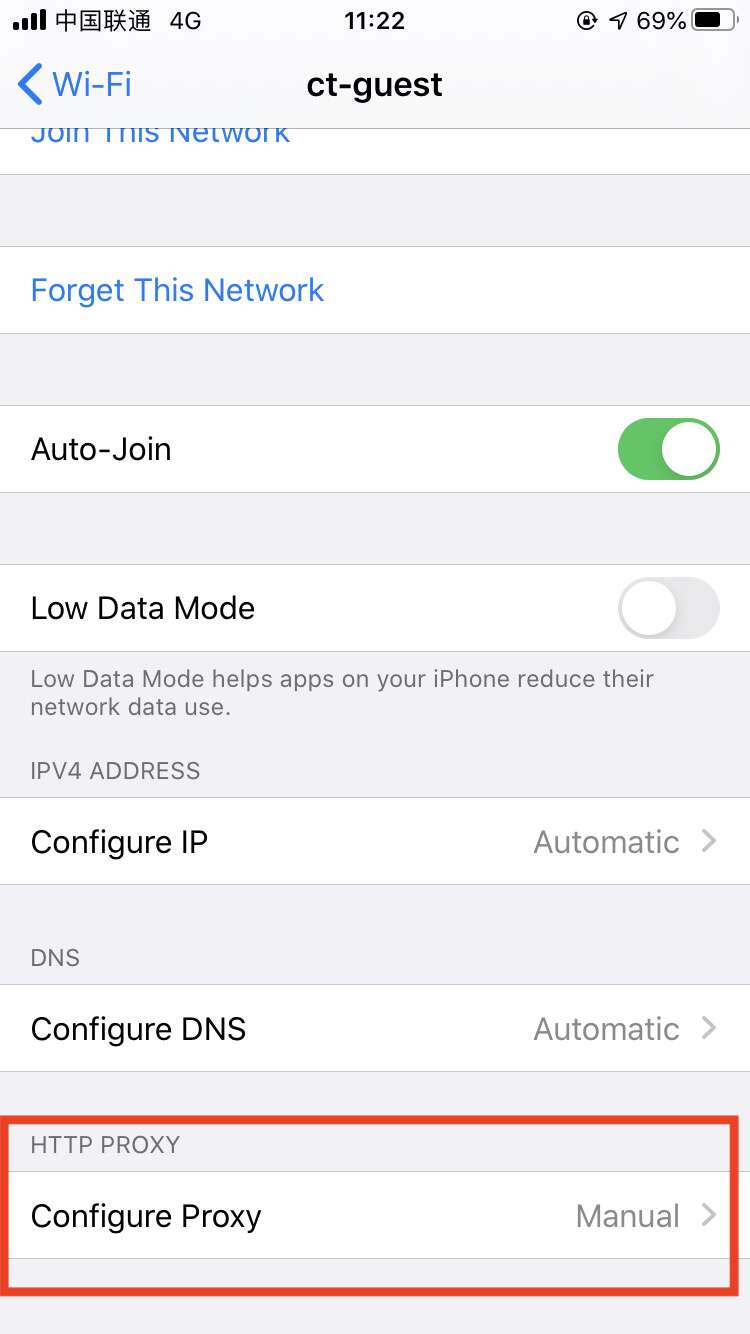 中国联通 4G 11:22 69%
Wi-Fi ct-guest
Join This Network
Forget This Network
Auto-Join
Low Data Mode
Low Data Mode helps apps on your iPhone reduce their
network data use.
IPV4 ADDRESS
Configure IP Automatic
DNS
Configure DNS Automatic
HTTP PROXY
Configure Proxy Manual